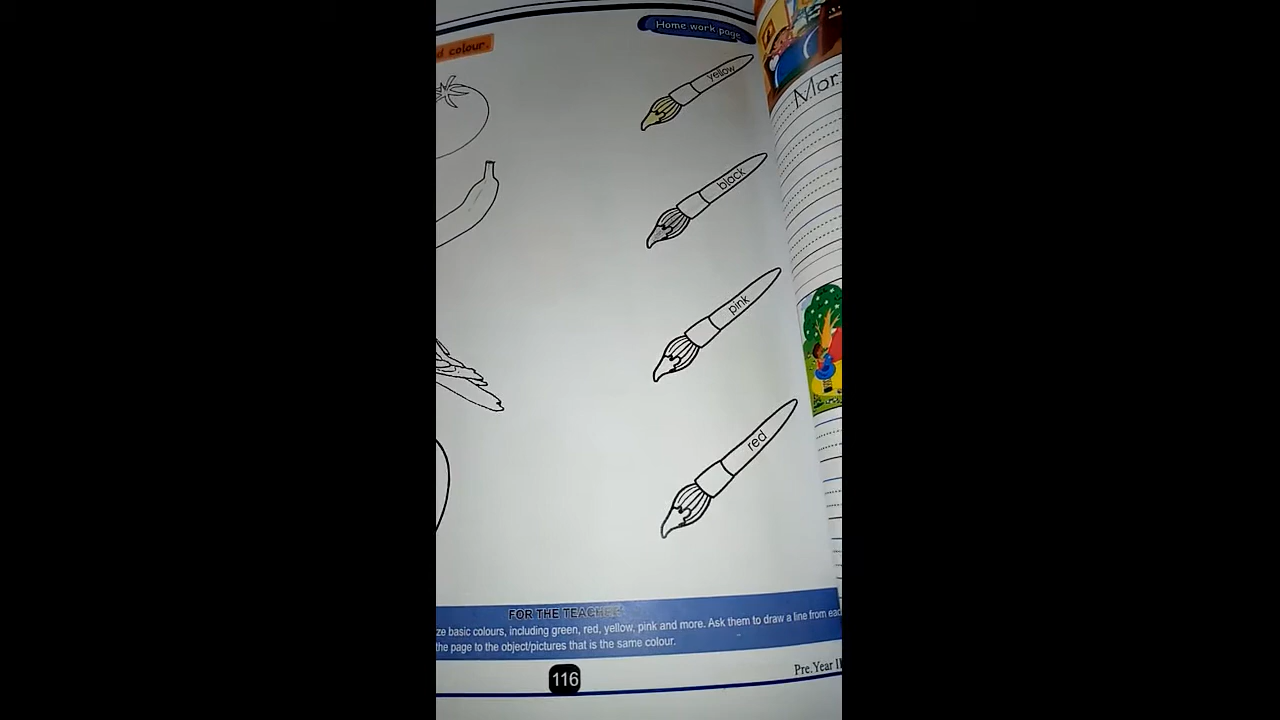 Home work page
d colour.
yellow
Mor
black
pink
red
FOR THE TEACHER
ze basic colours, including green, red, yellow, pink and more. Ask them to draw a line from eac
the page to the object/pictures that is the same colour.
116
Pre.Year II